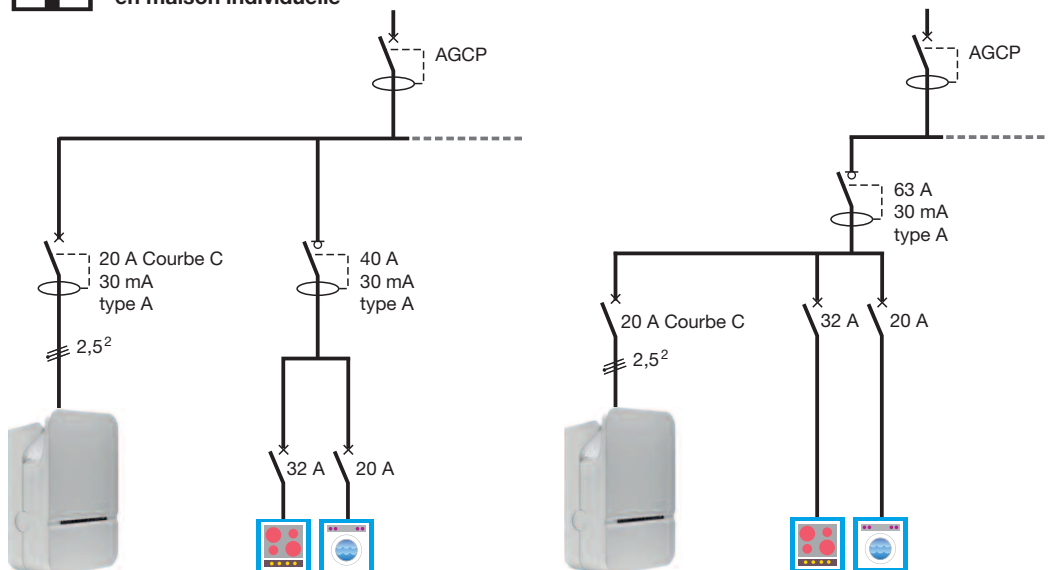 en maison individuelle
AGCP
20 A Courbe C
30 mA
type A
40 A
30 mA
type A
2,5²
32 A
20 A
AGCP
63 A
30 mA
type A
20 A Courbe C
32 A
20 A
2,5²